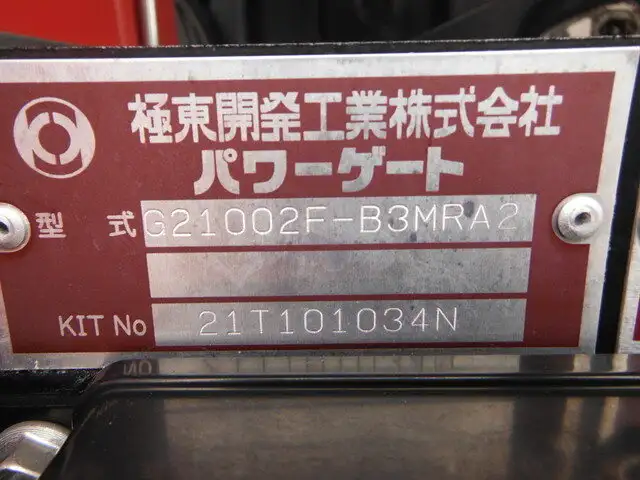 極東開発工業株式会社
パワーゲート
型 式 G21002F-B3MRA2
KIT No 21T101034N